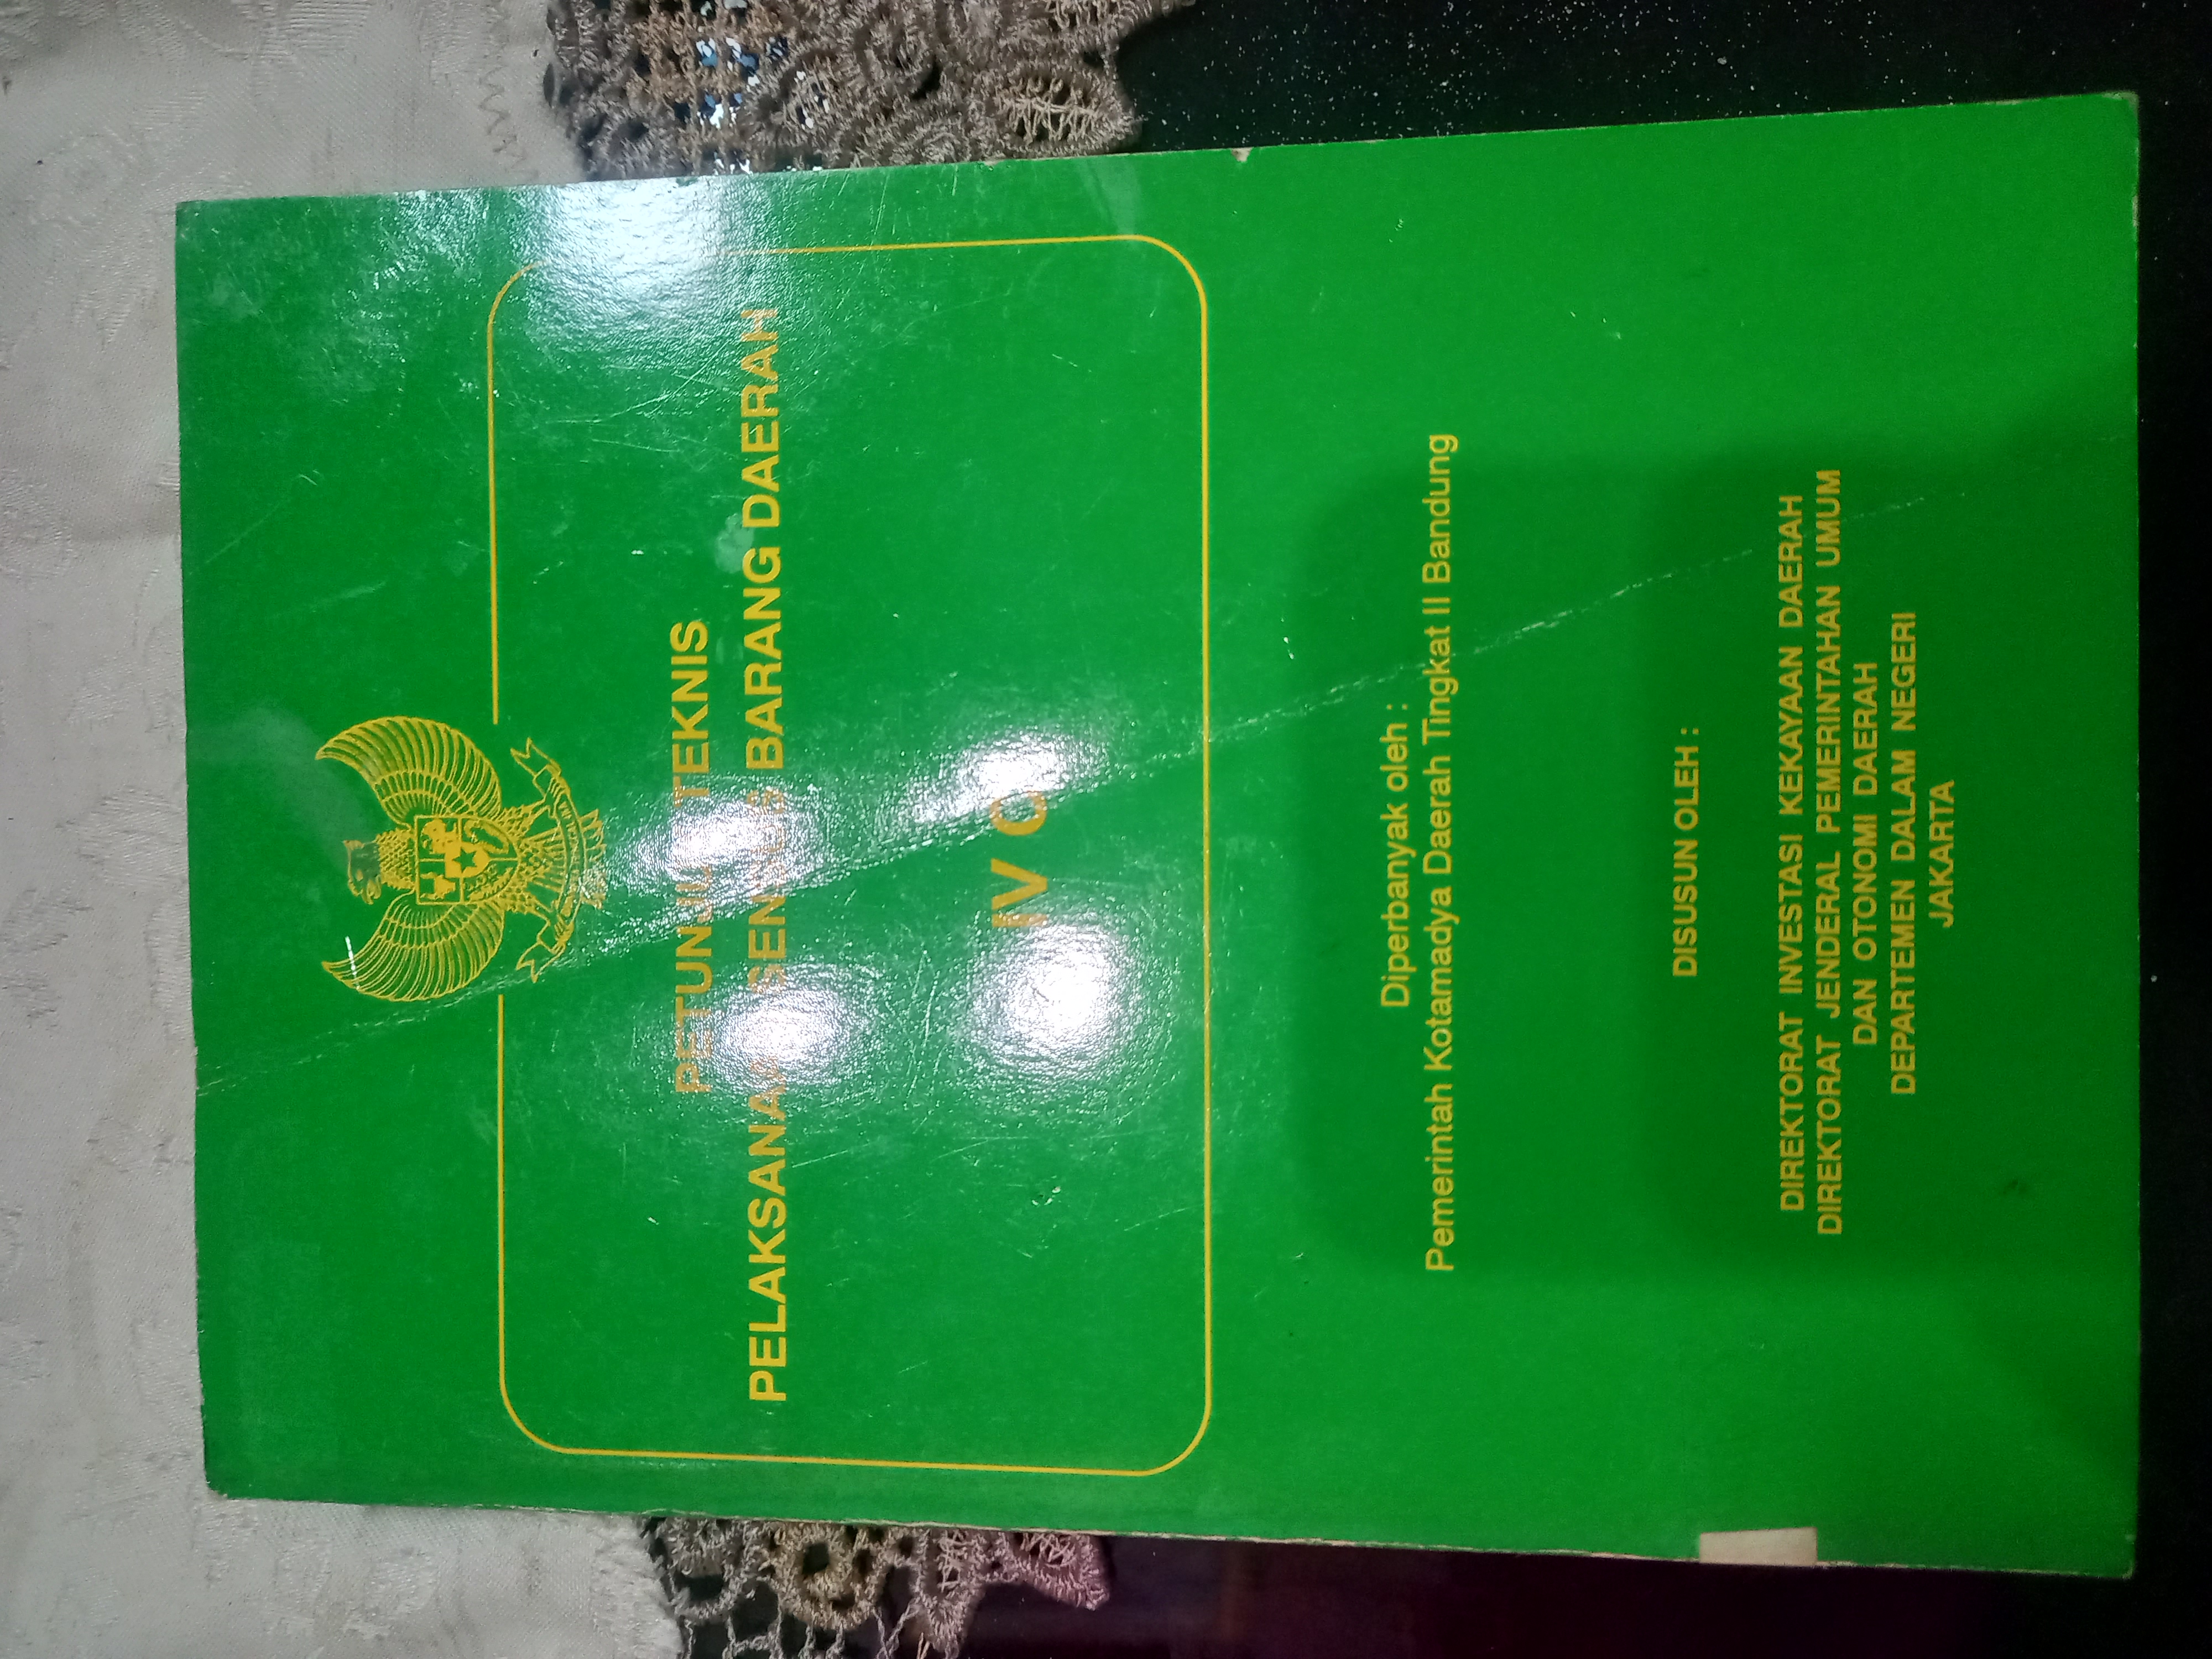 PETUNJUK TEKNIS
PELAKSANAAN SENSUS BARANG DAERAH
IV C
Diperbanyak oleh :
Pemerintah Kotamadya Daerah Tingkat II Bandung
DISUSUN OLEH :
DIREKTORAT INVESTASI KEKAYAAN DAERAH
DIREKTORAT JENDERAL PEMERINTAHAN UMUM
DAN OTONOMI DAERAH
DEPARTEMEN DALAM NEGERI
JAKARTA